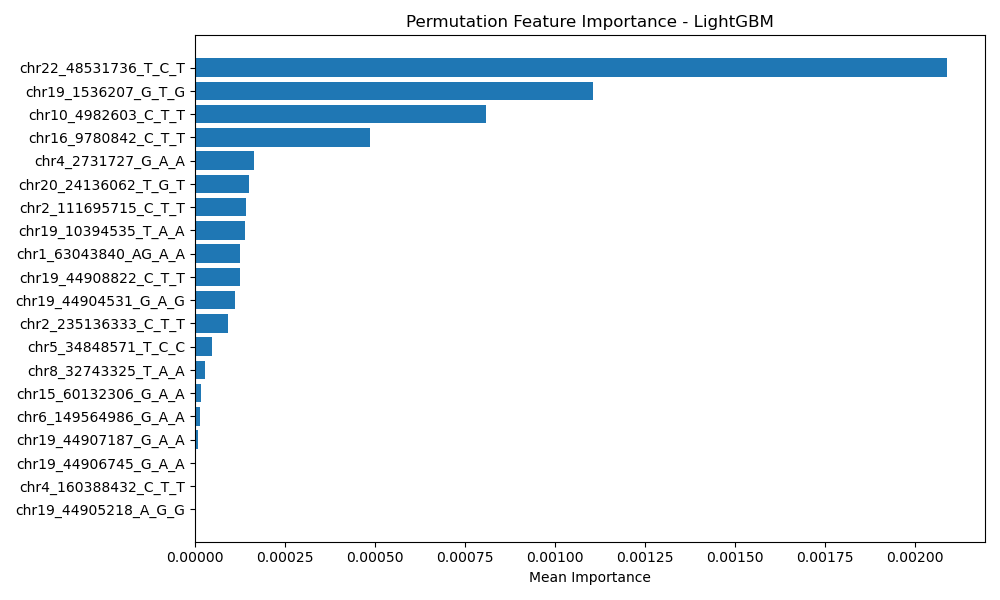 Permutation Feature Importance - LightGBM
chr22_48531736_T_C_T
chr19_1536207_G_T_G
chr10_4982603_C_T_T
chr16_9780842_C_T_T
chr4_2731727_G_A_A
chr20_24136062_T_G_T
chr2_111695715_C_T_T
chr19_10394535_T_A_A
chr1_63043840_AG_A_A
chr19_44908822_C_T_T
chr19_44904531_G_A_G
chr2_235136333_C_T_T
chr5_34848571_T_C_C
chr8_32743325_T_A_A
chr15_60132306_G_A_A
chr6_149564986_G_A_A
chr19_44907187_G_A_A
chr19_44906745_G_A_A
chr4_160388432_C_T_T
chr19_44905218_A_G_G
0.00000 0.00025 0.00050 0.00075 0.00100 0.00125 0.00150 0.00175 0.00200
Mean Importance